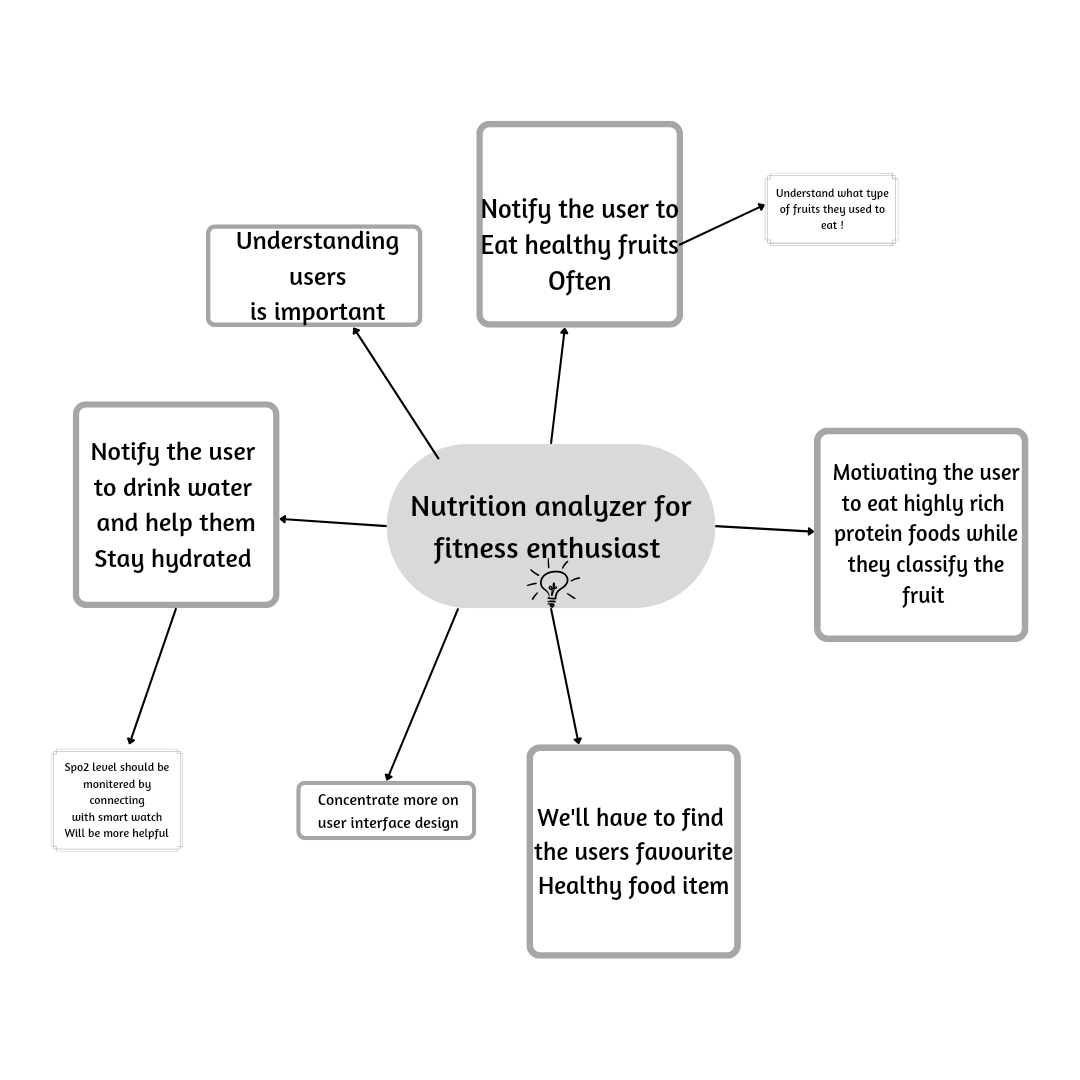 Notify the user to
Eat healthy fruits
Often
Understand what type
of fruits they used to
eat !
Understanding
users
is important
Notify the user
to drink water
and help them
Stay hydrated
Nutrition analyzer for
fitness enthusiast
Motivating the user
to eat highly rich
protein foods while
they classify the
fruit
Spo2 level should be
monitered by
connecting
with smart watch
Will be more helpful
Concentrate more on
user interface design
We'll have to find
the users favourite
Healthy food item